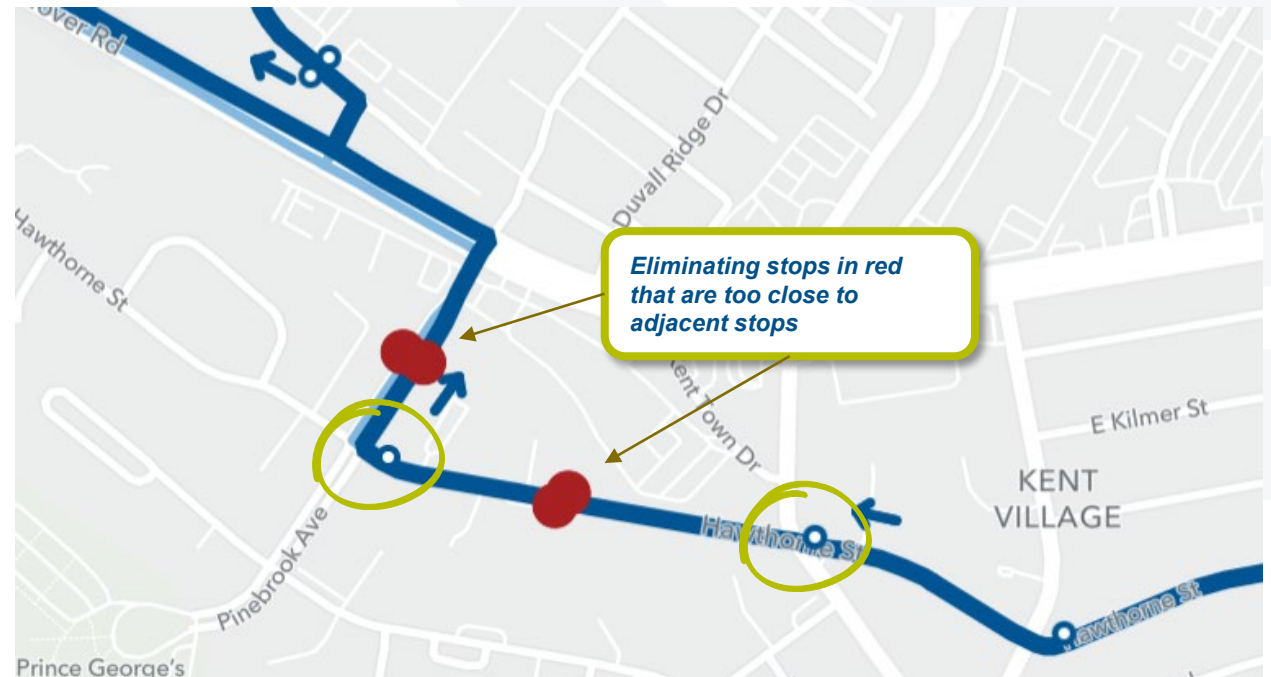 over Rd
Duvall Ridge Dr
Hawthorne St
Eliminating stops in red
that are too close to
adjacent stops
Kent Town Dr
E Kilmer St
KENT
VILLAGE
Hawthorne St
Pinebrook Ave
Hawthorne St
Prince George's